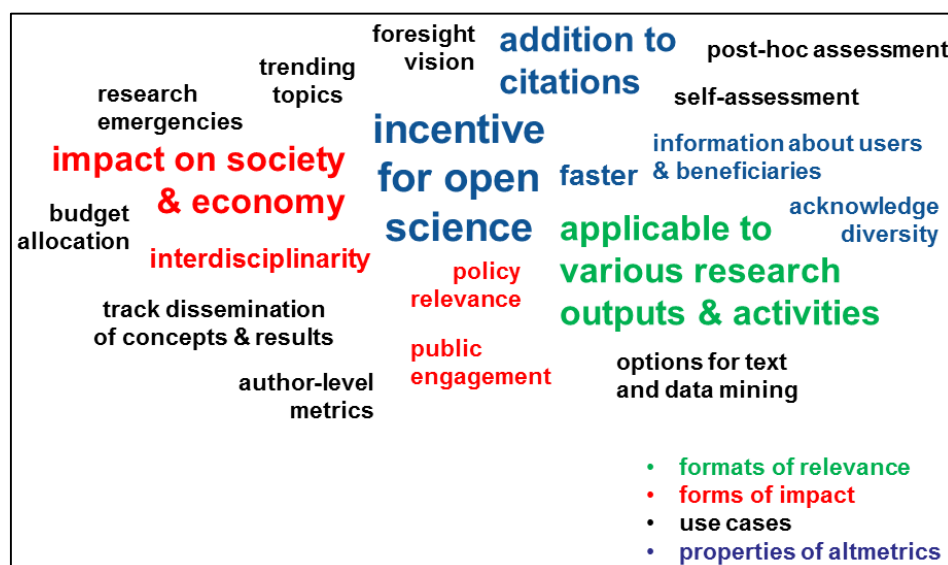 foresight
vision
addition to
citations
post-hoc assessment
trending
topics
self-assessment
research
emergencies
incentive
for open
science
information about users
& beneficiaries
impact on society
& economy
faster
acknowledge
diversity
budget
allocation
applicable to
various research
outputs & activities
interdisciplinarity
policy
relevance
track dissemination
of concepts & results
public
engagement
options for text
and data mining
author-level
metrics
• formats of relevance
• forms of impact
• use cases
• properties of altmetrics